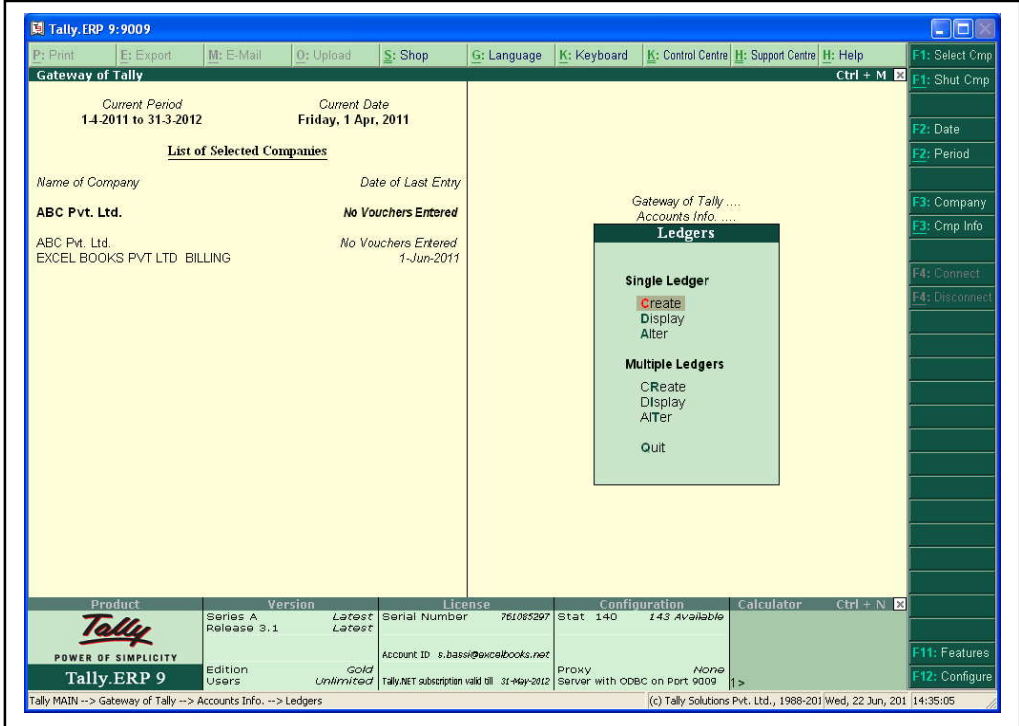 Tally.ERP 9:9009
P: Print E: Export M: E-Mail O: Upload S: Shop G: Language K: Keyboard K: Control Centre H: Support Centre H: Help F1: Select Cmp
Gateway of Tally Ctrl + M
F1: Shut Cmp
Current Period Current Date
1-4-2011 to 31-3-2012 Friday, 1 Apr, 2011
F2: Date
List of Selected Companies
F2: Period
Name of Company Date of Last Entry
Gateway of Tally ....
F3: Company
ABC Pvt. Ltd. No Vouchers Entered
Accounts Info. ....
F3: Cmp Info
Ledgers
ABC Pvt. Ltd. No Vouchers Entered
EXCEL BOOKS PVT LTD BILLING 1-Jun-2011
F4: Connect
Single Ledger
F4: Disconnect
Create
Display
Alter
Multiple Ledgers
CReate
DIsplay
AlTer
Quit
Product Version License Configuration Calculator Ctrl + N
Tally
POWER OF SIMPLICITY
Tally.ERP 9
Series A Latest
Release 3.1 Latest
Edition Gold
Users Unlimited
Serial Number 761085297
Account ID s.bassi@excelbooks.net
Tally.NET subscription valid till 31-May-2012
Stat 140 143 Available
Proxy None
Server with ODBC on Port 9009
1>
F11: Features
F12: Configure
Tally MAIN --> Gateway of Tally --> Accounts Info. --> Ledgers (c) Tally Solutions Pvt. Ltd., 1988-201 Wed, 22 Jun, 201 14:35:05